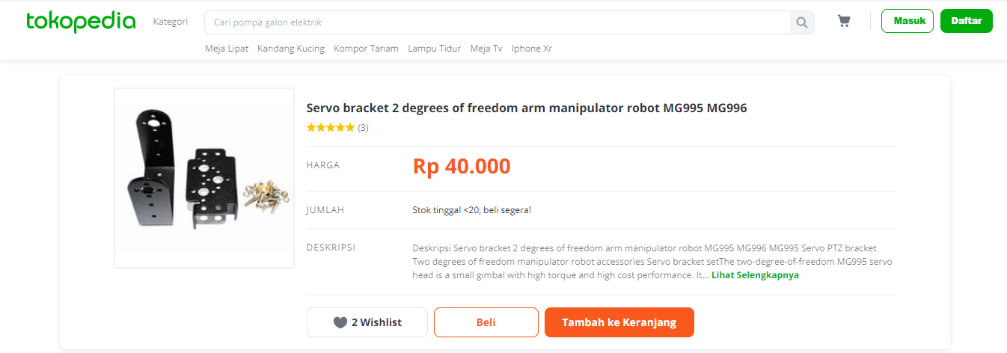 tokopedia Kategori Cari pompa galon elektrik Masuk Daftar
Meja Lipat Kandang Kucing Kompor Tanam Lampu Tidur Meja Tv Iphone Xr
Servo bracket 2 degrees of freedom arm manipulator robot MG995 MG996
(3)
HARGA Rp 40.000
JUMLAH Stok tinggal <20, beli segera!
DESKRIPSI Deskripsi Servo bracket 2 degrees of freedom arm manipulator robot MG995 MG996 MG995 Servo PTZ bracket
Two degrees of freedom manipulator robot accessories Servo bracket setThe two-degree-of-freedom MG995 servo
head is a small gimbal with high torque and high cost performance. It... Lihat Selengkapnya
2 Wishlist Beli Tambah ke Keranjang